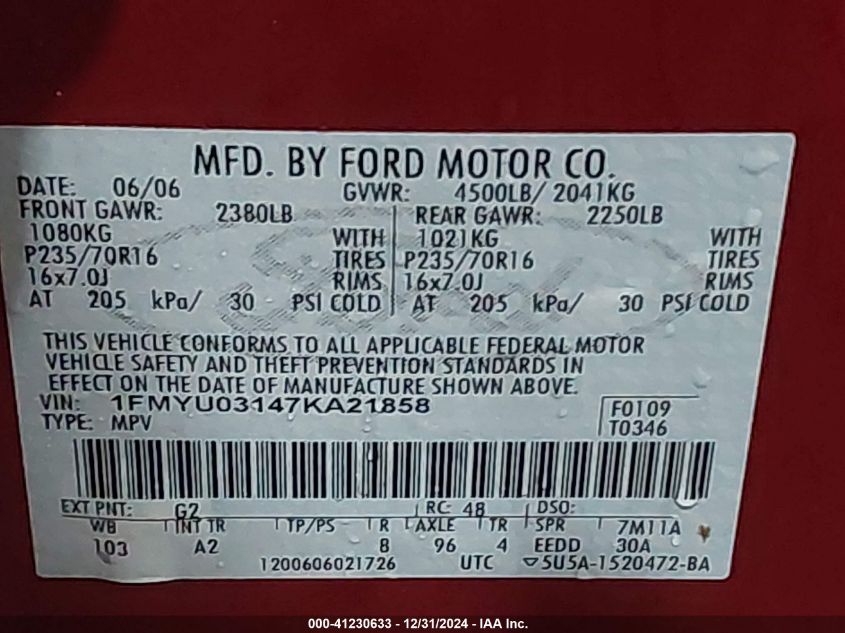 MFD. BY FORD MOTOR CO.
DATE: 06/06 GVWR: 4500LB/ 2041KG
FRONT GAWR: 2380LB REAR GAWR: 2250LB
1080KG WITH 1021KG WITH
P235/70R16 TIRES P235/70R16 TIRES
16x7.0J RIMS 16x7.0J RIMS
AT 205 kPa/ 30 PSI COLD AT 205 kPa/ 30 PSI COLD
THIS VEHICLE CONFORMS TO ALL APPLICABLE FEDERAL MOTOR
VEHICLE SAFETY AND THEFT PREVENTION STANDARDS IN
EFFECT ON THE DATE OF MANUFACTURE SHOWN ABOVE.
VIN: 1FMYU03147KA21858 F0109
TYPE: MPV T0346
EXT PNT: G2 RC: 48 DSO:
WB INT TR TP/PS R AXLE TR SPR 7M11A
103 A2 8 96 4 EEDD 30A
1200606021726 UTC ▽5U5A-1520472-BA
000-41230633 - 12/31/2024 - IAA Inc.